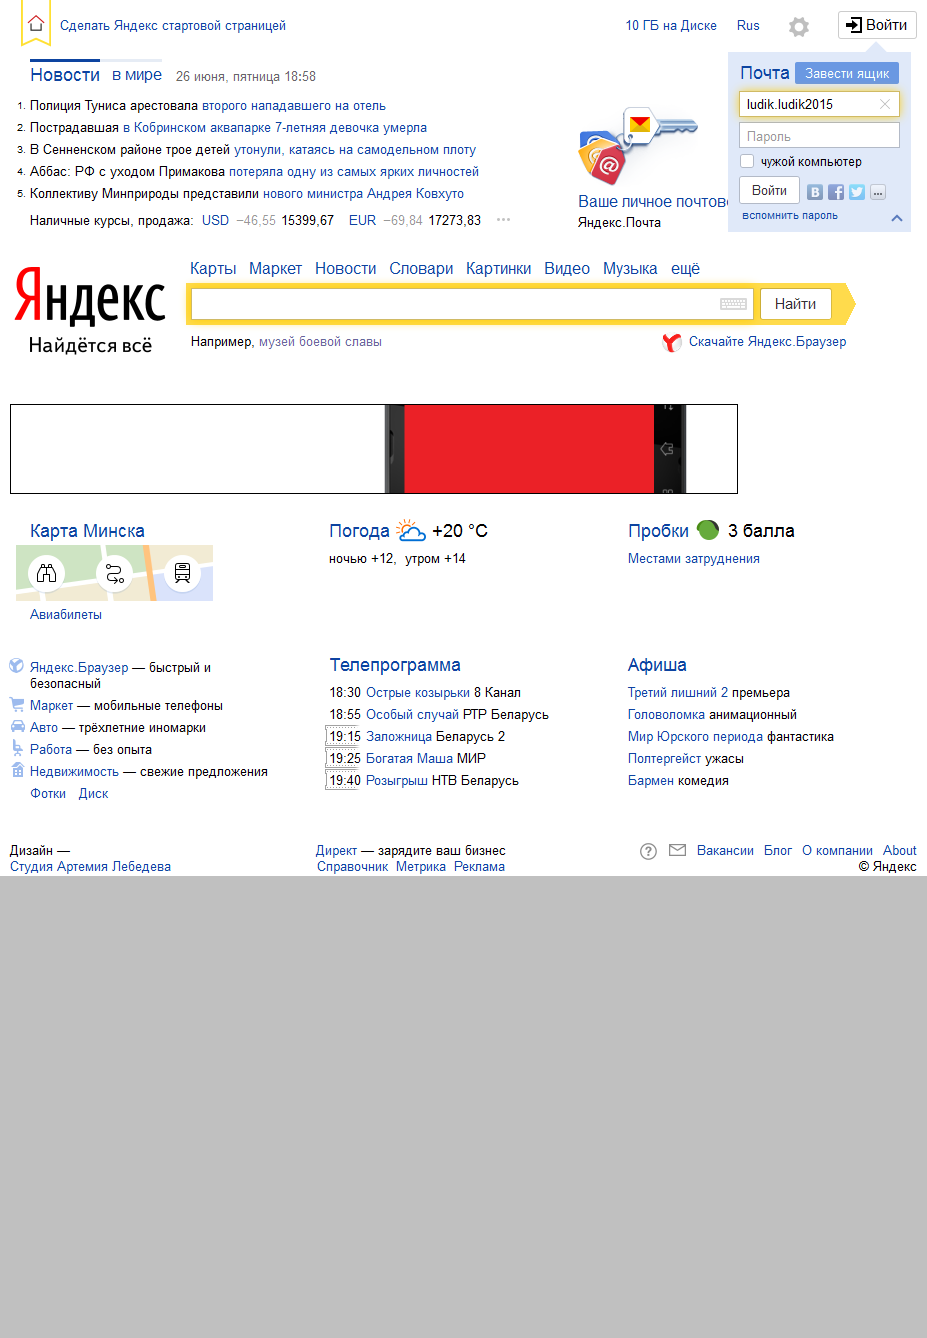 Сделать Яндекс стартовой страницей
10 ГБ на Диске Rus Войти
Новости в мире 26 июня, пятница 18:58
1. Полиция Туниса арестовала второго нападавшего на отель
2. Пострадавшая в Кобринском аквапарке 7-летняя девочка умерла
3. В Сенненском районе трое детей утонули, катаясь на самодельном плоту
4. Аббас: РФ с уходом Примакова потеряла одну из самых ярких личностей
5. Коллективу Минприроды представили нового министра Андрея Ковхуто
Наличные курсы, продажа: USD −46,55 15399,67 EUR −69,84 17273,83
@
Ваше личное почтово
Яндекс.Почта
Почта Завести ящик
ludik.ludik2015
Пароль
чужой компьютер
Войти
В f ...
вспомнить пароль
Карты Маркет Новости Словари Картинки Видео Музыка ещё
Яндекс
Найдётся всё
Найти
Например, музей боевой славы
Скачайте Яндекс.Браузер
Карта Минска
Авиабилеты
Погода +20 °C
ночью +12, утром +14
Пробки 3 балла
Местами затруднения
Яндекс.Браузер — быстрый и
безопасный
Маркет — мобильные телефоны
Авто — трёхлетние иномарки
Работа — без опыта
Недвижимость — свежие предложения
Фотки Диск
Телепрограмма
18:30 Острые козырьки 8 Канал
18:55 Особый случай РТР Беларусь
19:15 Заложница Беларусь 2
19:25 Богатая Маша МИР
19:40 Розыгрыш НТВ Беларусь
Афиша
Третий лишний 2 премьера
Головоломка анимационный
Мир Юрского периода фантастика
Полтергейст ужасы
Бармен комедия
Дизайн —
Студия Артемия Лебедева
Директ — зарядите ваш бизнес
Справочник Метрика Реклама
? Вакансии Блог О компании About
© Яндекс